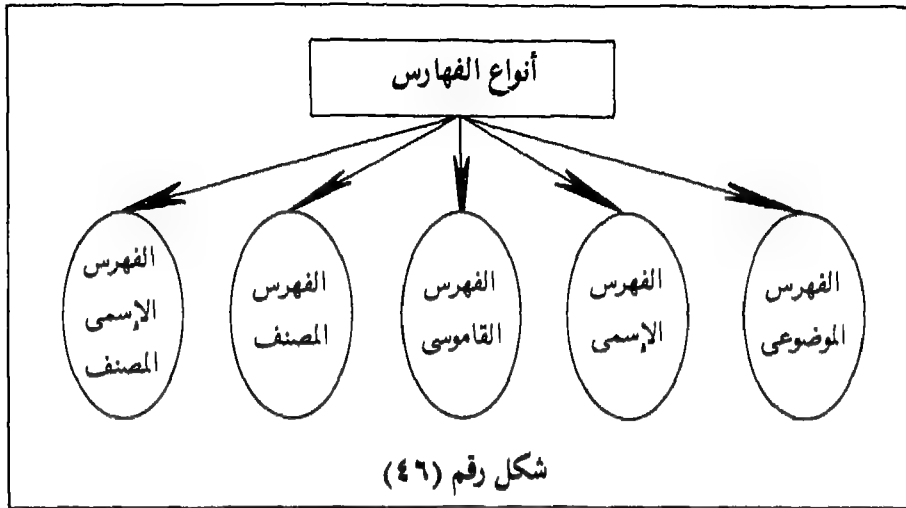 أنواع الفهارس
الفهرس
الموضوعى
الفهرس
الإسمى
الفهرس
القاموسى
الفهرس
المصنف
الفهرس
الإسمى
المصنف
شكل رقم (٤٦)